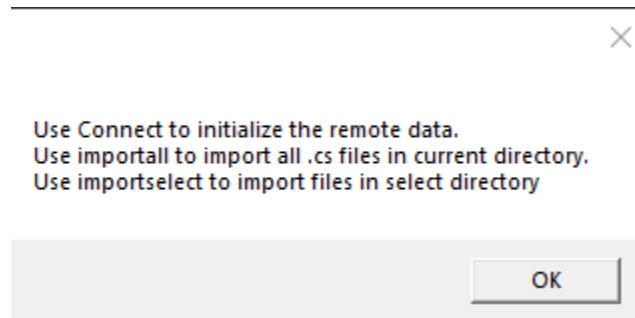 Use Connect to initialize the remote data.
Use importall to import all .cs files in current directory.
Use importselect to import files in select directory
OK